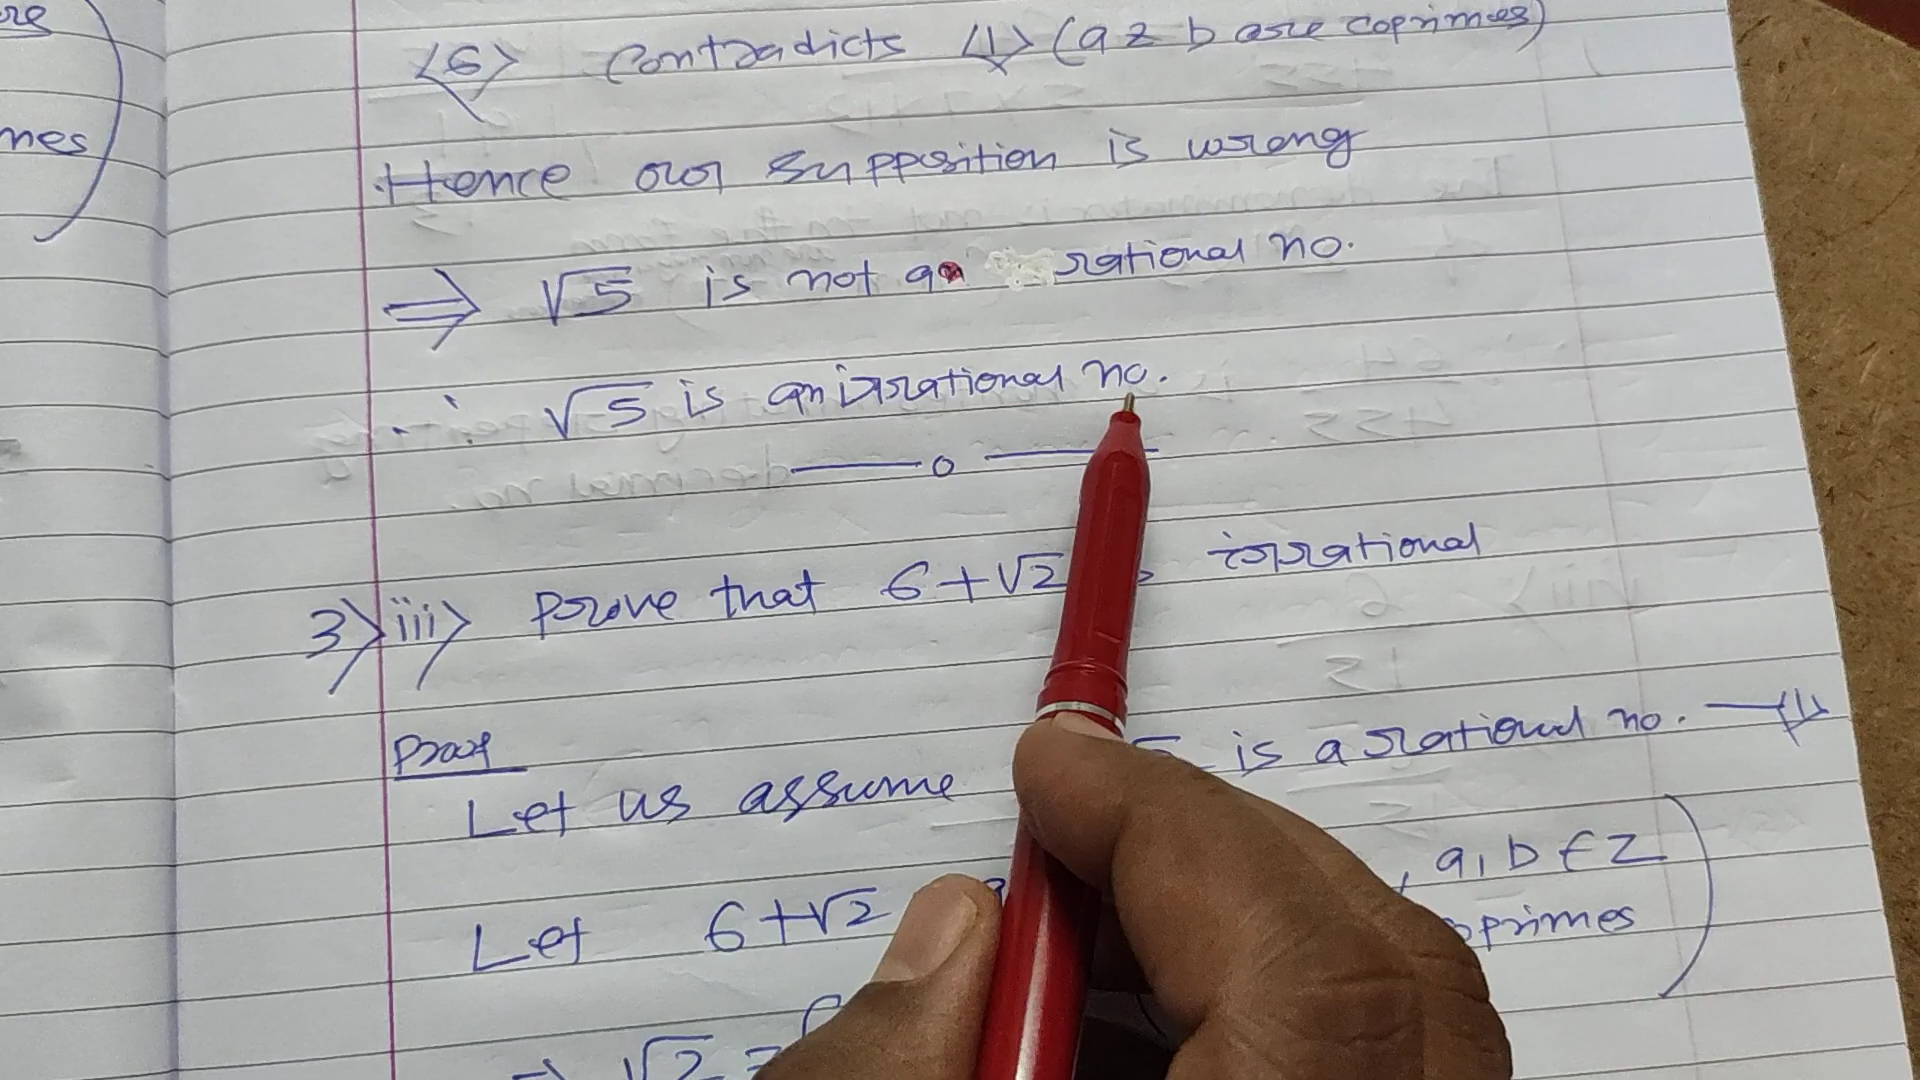 nes
<6> Contradicts <1> (a & b are coprimes)
Hence our supposition is wrong
⇒ √5 is not a rational no.
∴ √5 is an irrational no.
3) iii) Prove that 6+√2 irrational
Proof
Let us assume is a rational no. — <1>
Let 6+√2 , a, b ∈ Z
⇒ √2 =